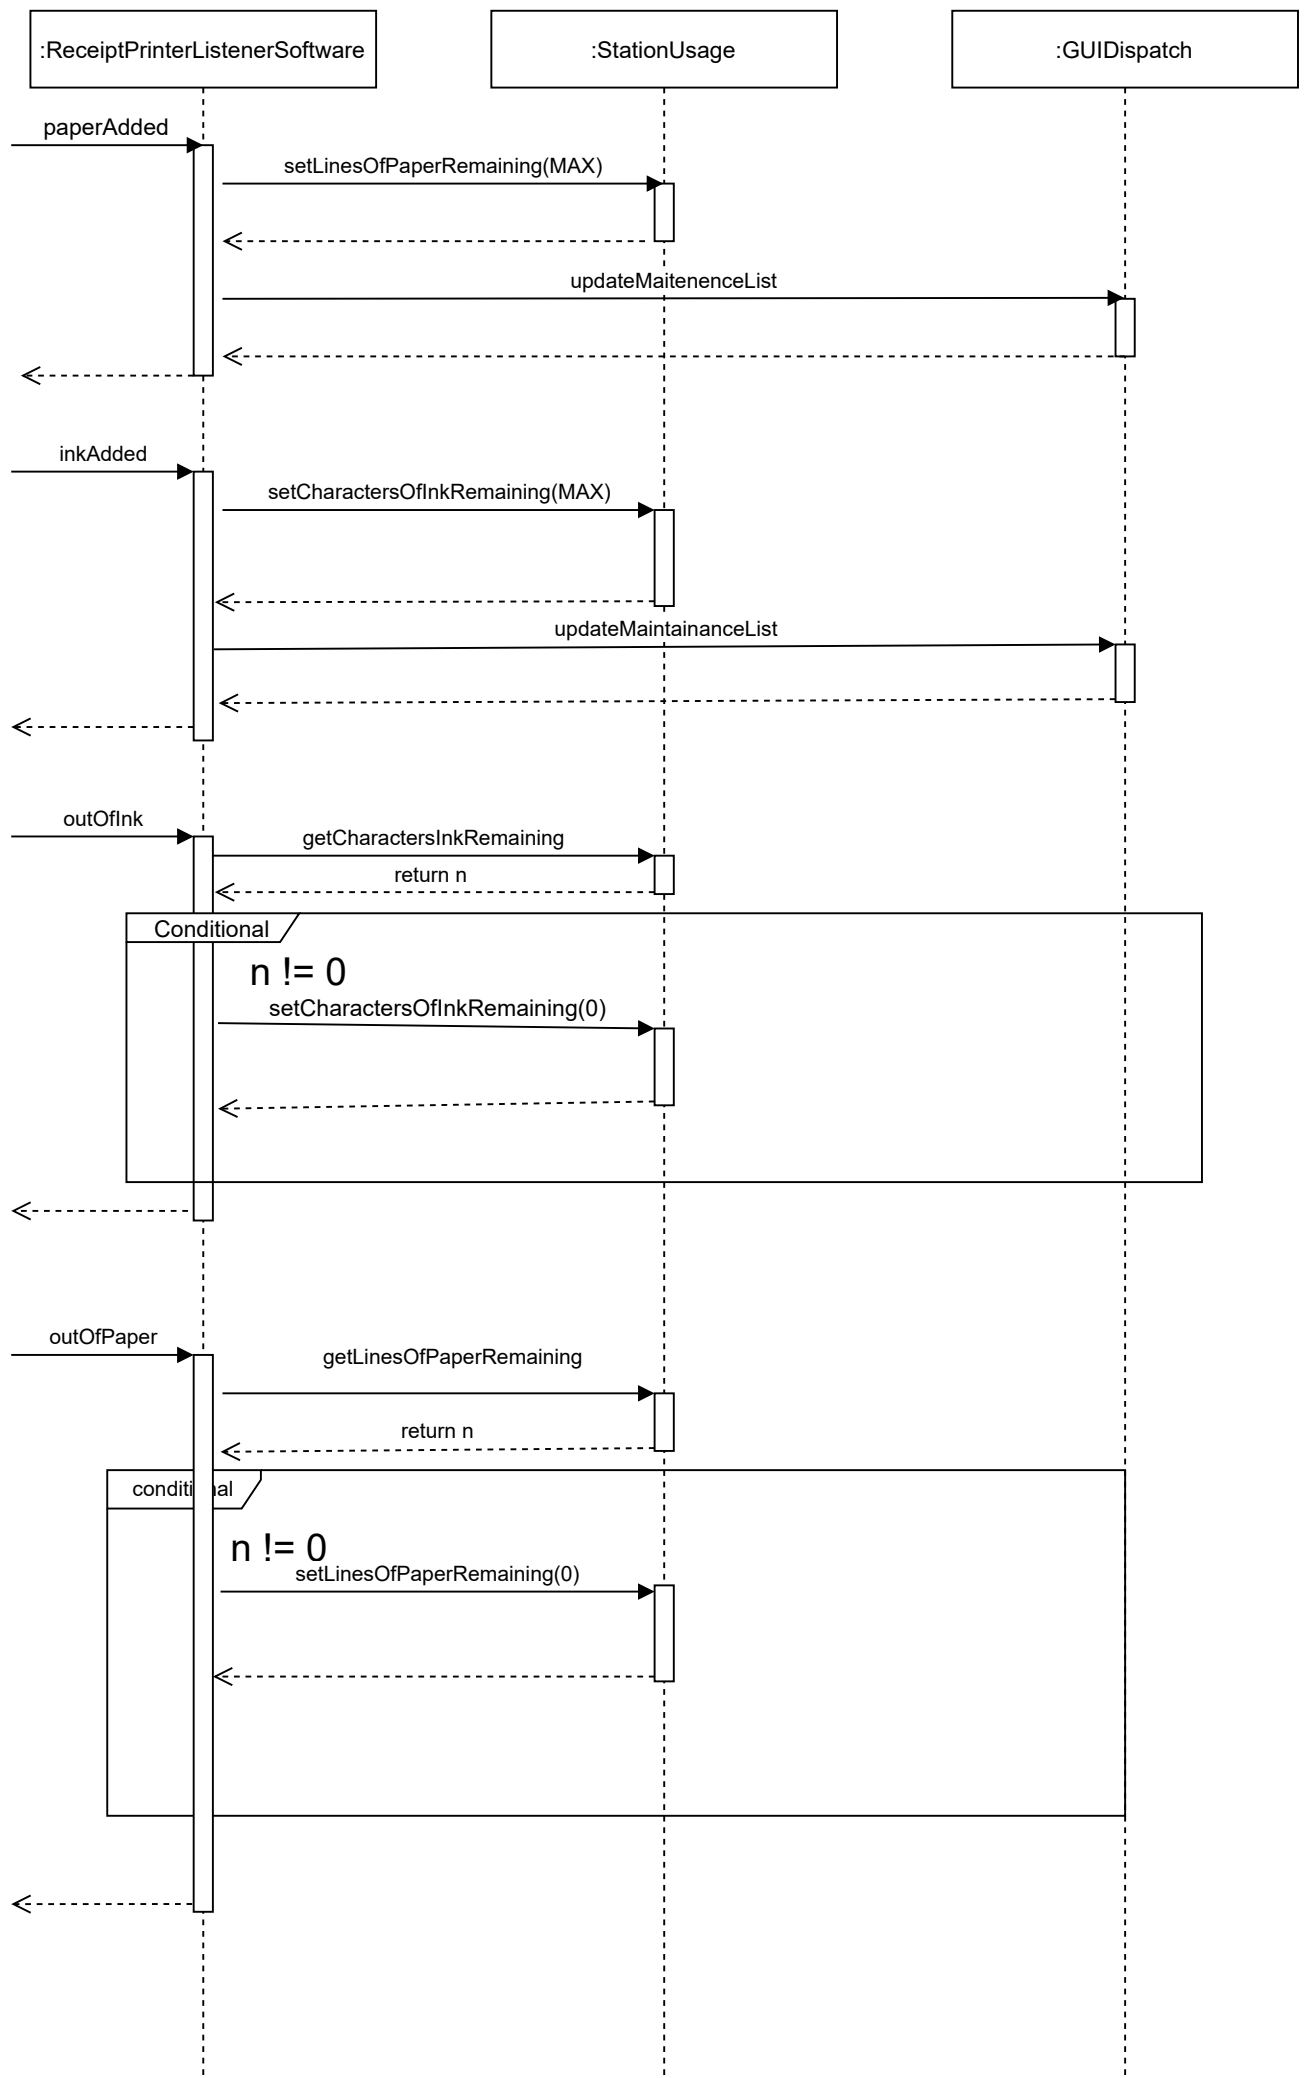 :ReceiptPrinterListenerSoftware
:StationUsage
:GUIDispatch
paperAdded
setLinesOfPaperRemaining(MAX)
updateMaitenenceList
inkAdded
setCharactersOfInkRemaining(MAX)
updateMaintainanceList
outOfInk
getCharactersInkRemaining
return n
Conditional
n != 0
setCharactersOfInkRemaining(0)
outOfPaper
getLinesOfPaperRemaining
return n
conditional
n != 0
setLinesOfPaperRemaining(0)